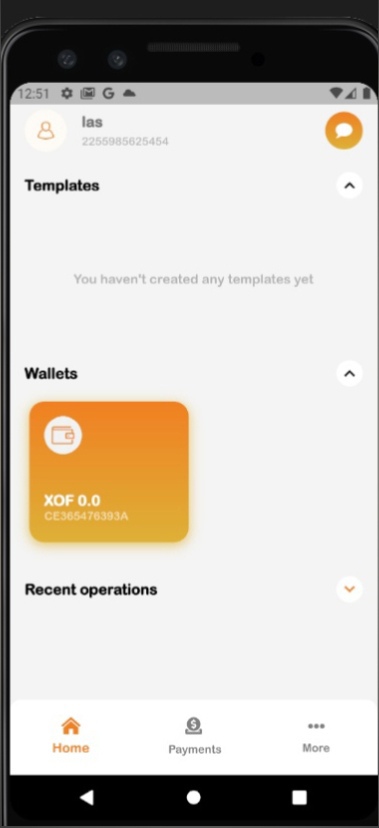 12:51
las
2255985625454
Templates
You haven't created any templates yet
Wallets
XOF 0.0
CE365476393A
Recent operations
Home
Payments
More